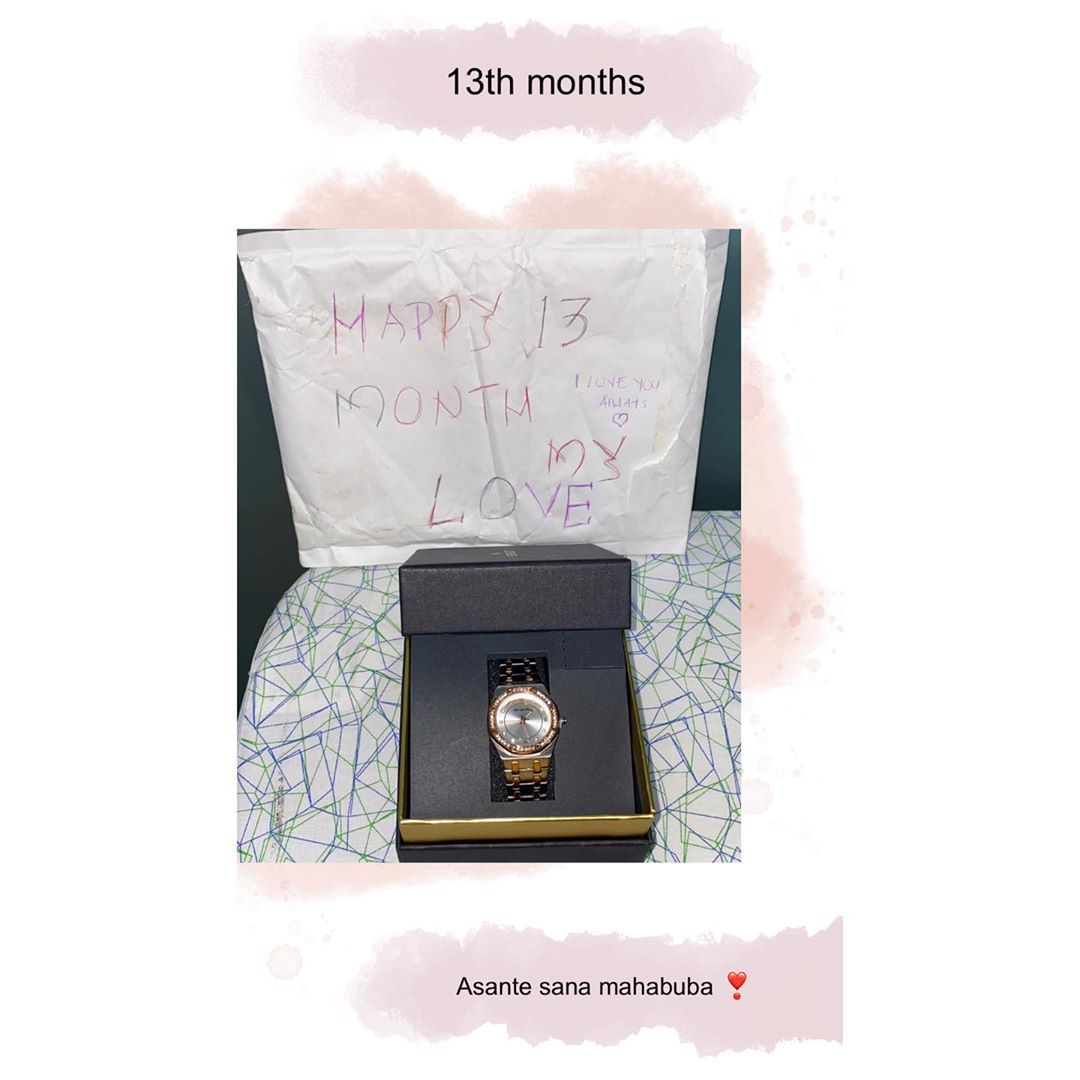 13th months
HAPPY 13
MONTH
I LOVE YOU
ALWAYS
MY
LOVE
Asante sana mahabuba ❣️